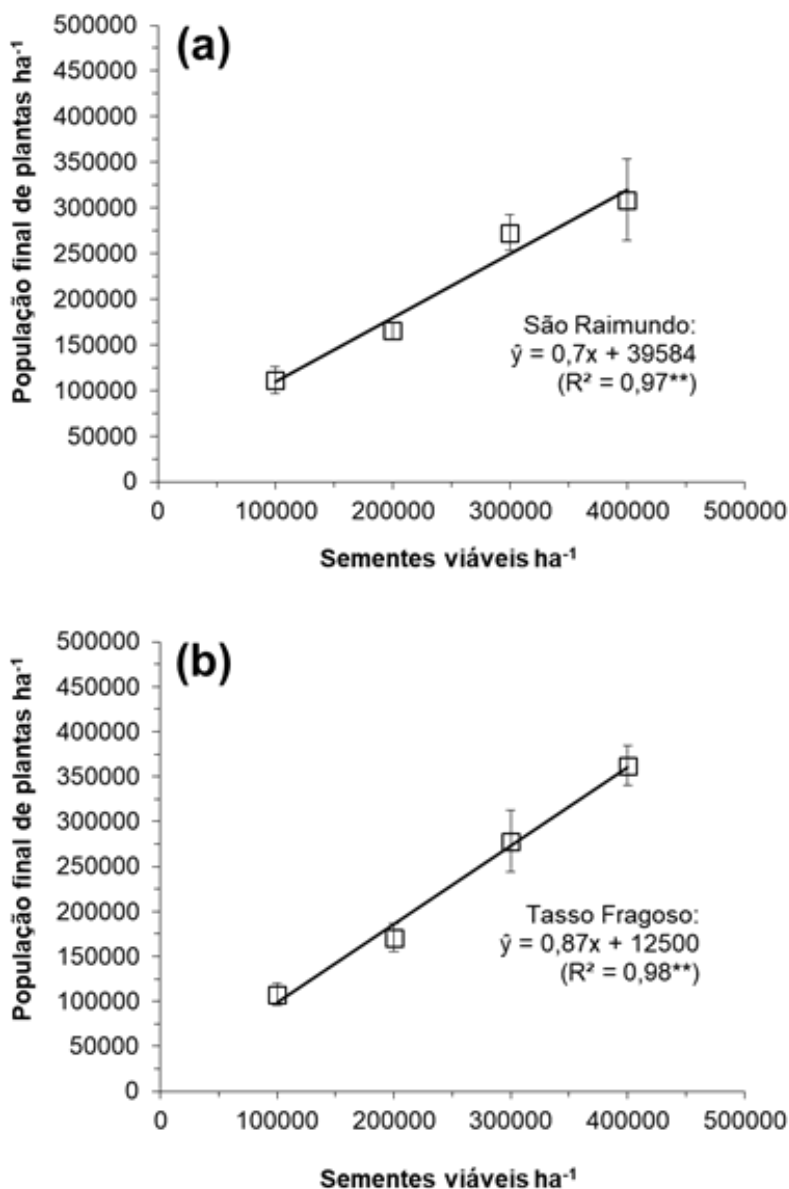 (a)
População final de plantas ha⁻¹
500000
450000
400000
350000
300000
250000
200000
150000
100000
50000
0
São Raimundo:
ŷ = 0,7x + 39584
(R² = 0,97**)
0 100000 200000 300000 400000 500000
Sementes viáveis ha⁻¹
(b)
População final de plantas ha⁻¹
500000
450000
400000
350000
300000
250000
200000
150000
100000
50000
0
Tasso Fragoso:
ŷ = 0,87x + 12500
(R² = 0,98**)
0 100000 200000 300000 400000 500000
Sementes viáveis ha⁻¹